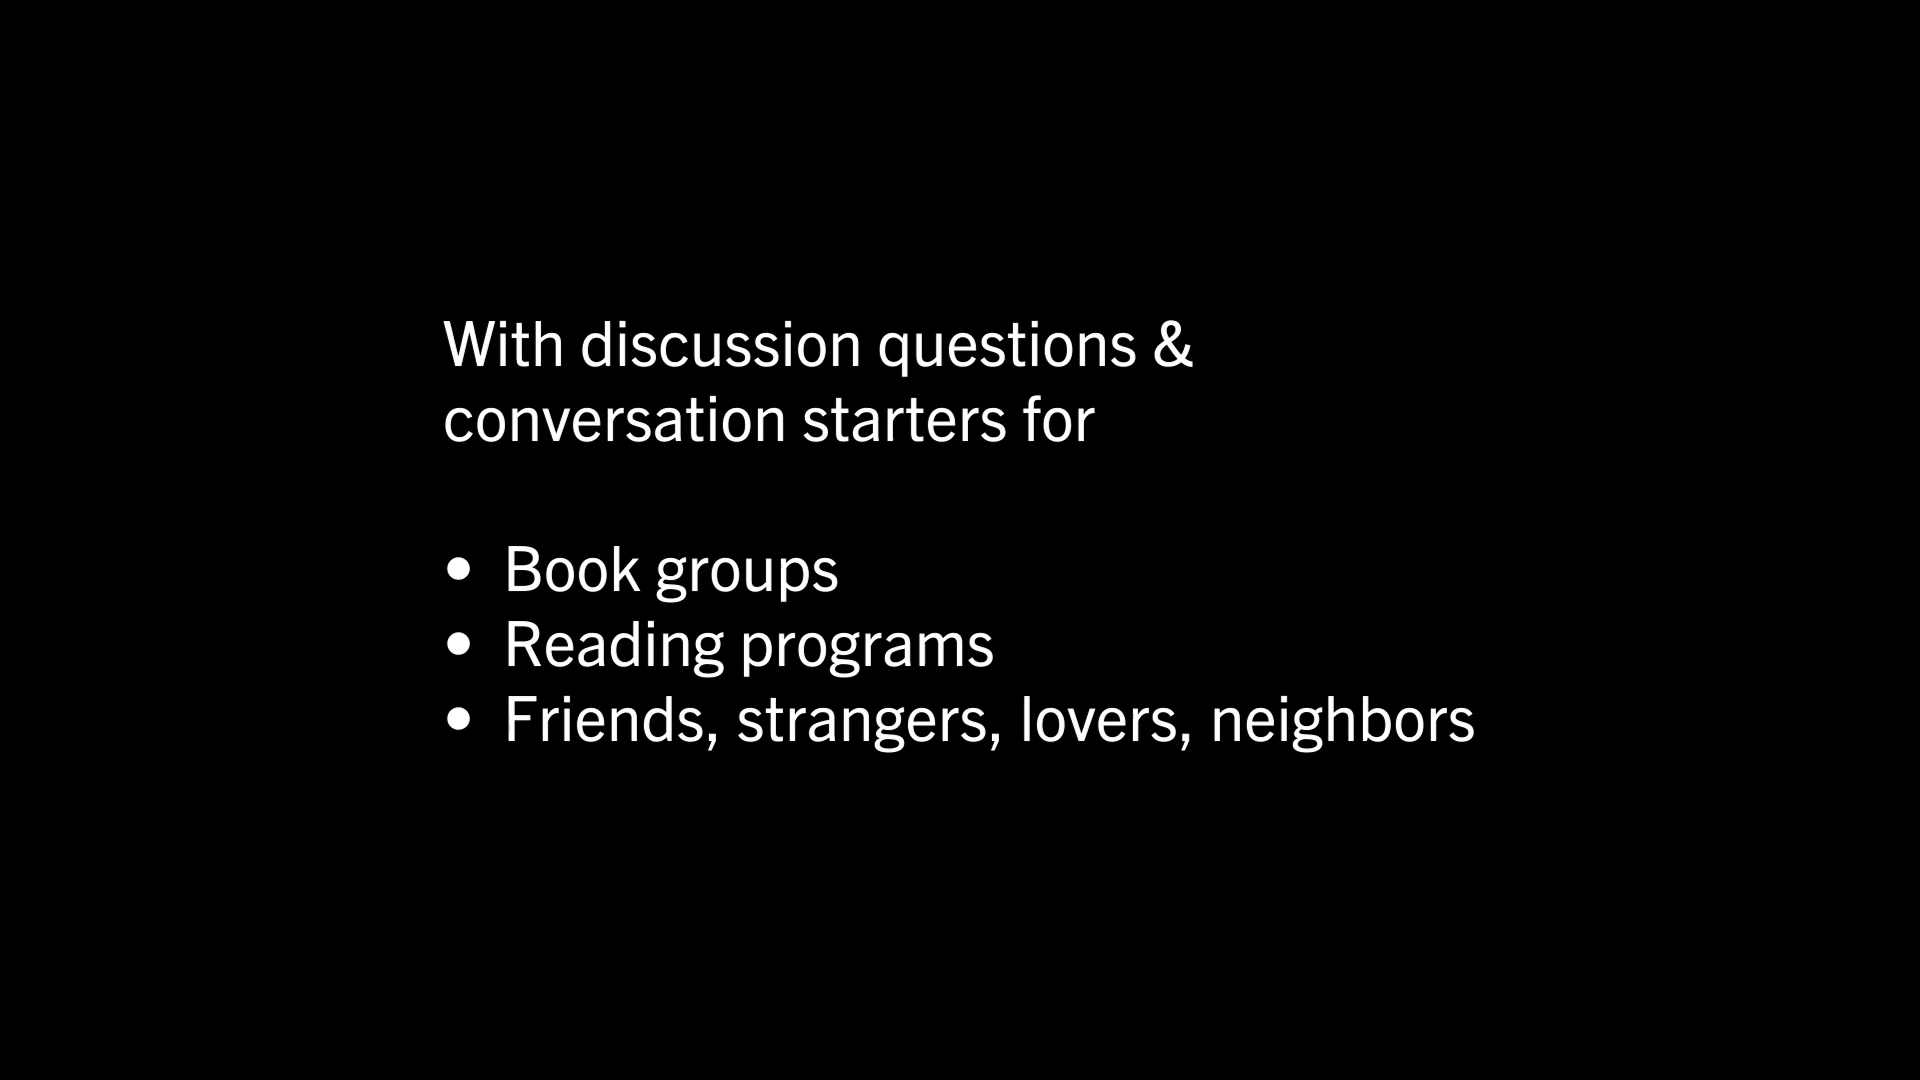 With discussion questions &
conversation starters for
• Book groups
• Reading programs
• Friends, strangers, lovers, neighbors